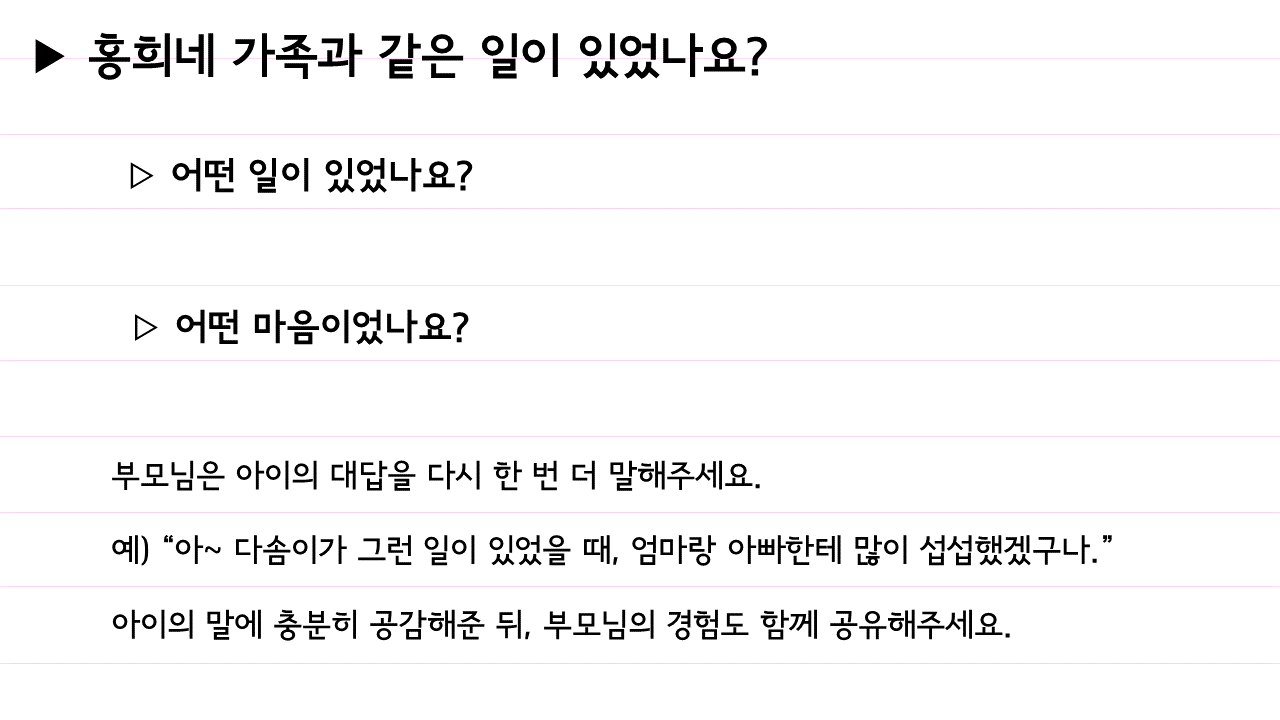 ▶ 홍희네 가족과 같은 일이 있었나요?
▷ 어떤 일이 있었나요?
▷ 어떤 마음이었나요?
부모님은 아이의 대답을 다시 한 번 더 말해주세요.
예) “아~ 다솜이가 그런 일이 있었을 때, 엄마랑 아빠한테 많이 섭섭했겠구나.”
아이의 말에 충분히 공감해준 뒤, 부모님의 경험도 함께 공유해주세요.